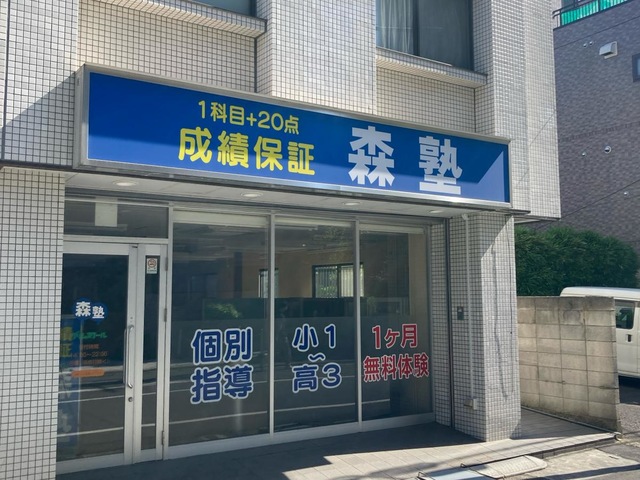 1科目+20点
成績保証
森塾
森塾
個別
指導
小1
~
高3
1ヶ月
無料体験